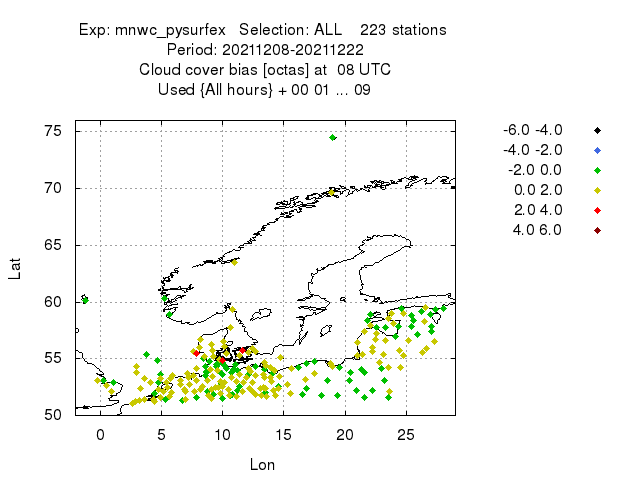 Exp: mnwc_pysurfex   Selection: ALL    223 stations
Period: 20211208-20211222
Cloud cover bias [octas] at  08 UTC
Used {All hours} + 00 01 ... 09
-6.0 -4.0
-4.0 -2.0
-2.0 0.0
0.0 2.0
2.0 4.0
4.0 6.0
75
70
65
60
55
50
Lat
0 5 10 15 20 25
Lon